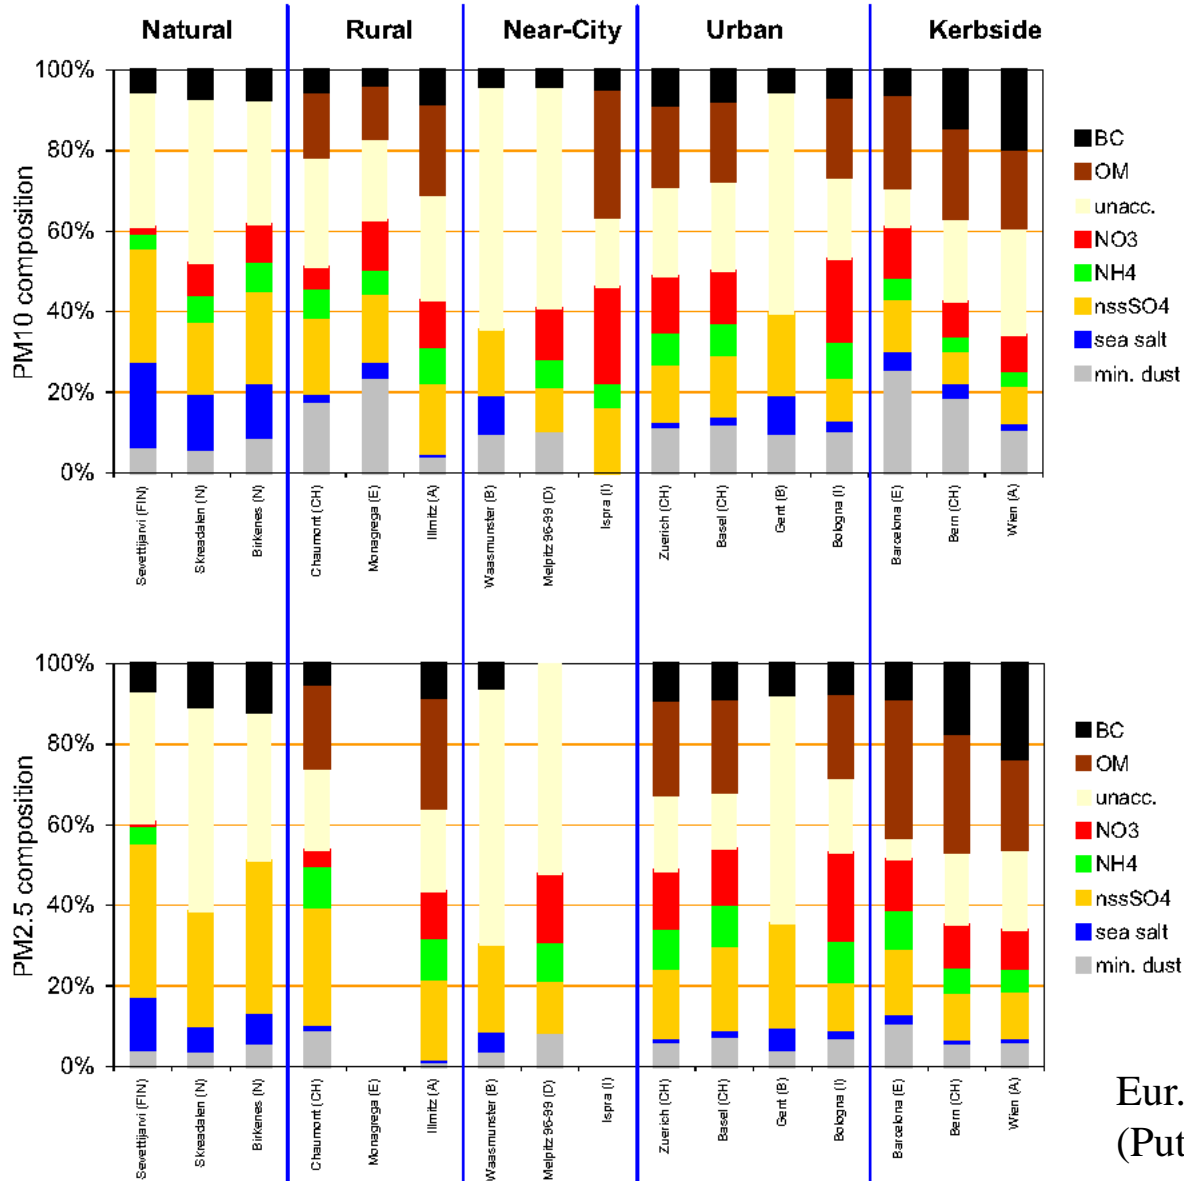 Natural Rural Near-City Urban Kerbside
PM10 composition
100%
80%
60%
40%
20%
0%
Sevettijarvi (FIN)
Skreadalen (N)
Birkenes (N)
Chaumont (CH)
Monagrega (E)
Illmitz (A)
Waasmunster (B)
Melpitz 96-99 (D)
Ispra (I)
Zuerich (CH)
Basel (CH)
Gent (B)
Bologna (I)
Barcelona (E)
Bern (CH)
Wien (A)
BC
OM
unacc.
NO3
NH4
nssSO4
sea salt
min. dust
PM2.5 composition
100%
80%
60%
40%
20%
0%
Sevettijarvi (FIN)
Skreadalen (N)
Birkenes (N)
Chaumont (CH)
Monagrega (E)
Illmitz (A)
Waasmunster (B)
Melpitz 96-99 (D)
Ispra (I)
Zuerich (CH)
Basel (CH)
Gent (B)
Bologna (I)
Barcelona (E)
Bern (CH)
Wien (A)
BC
OM
unacc.
NO3
NH4
nssSO4
sea salt
min. dust
Eur.
(Put